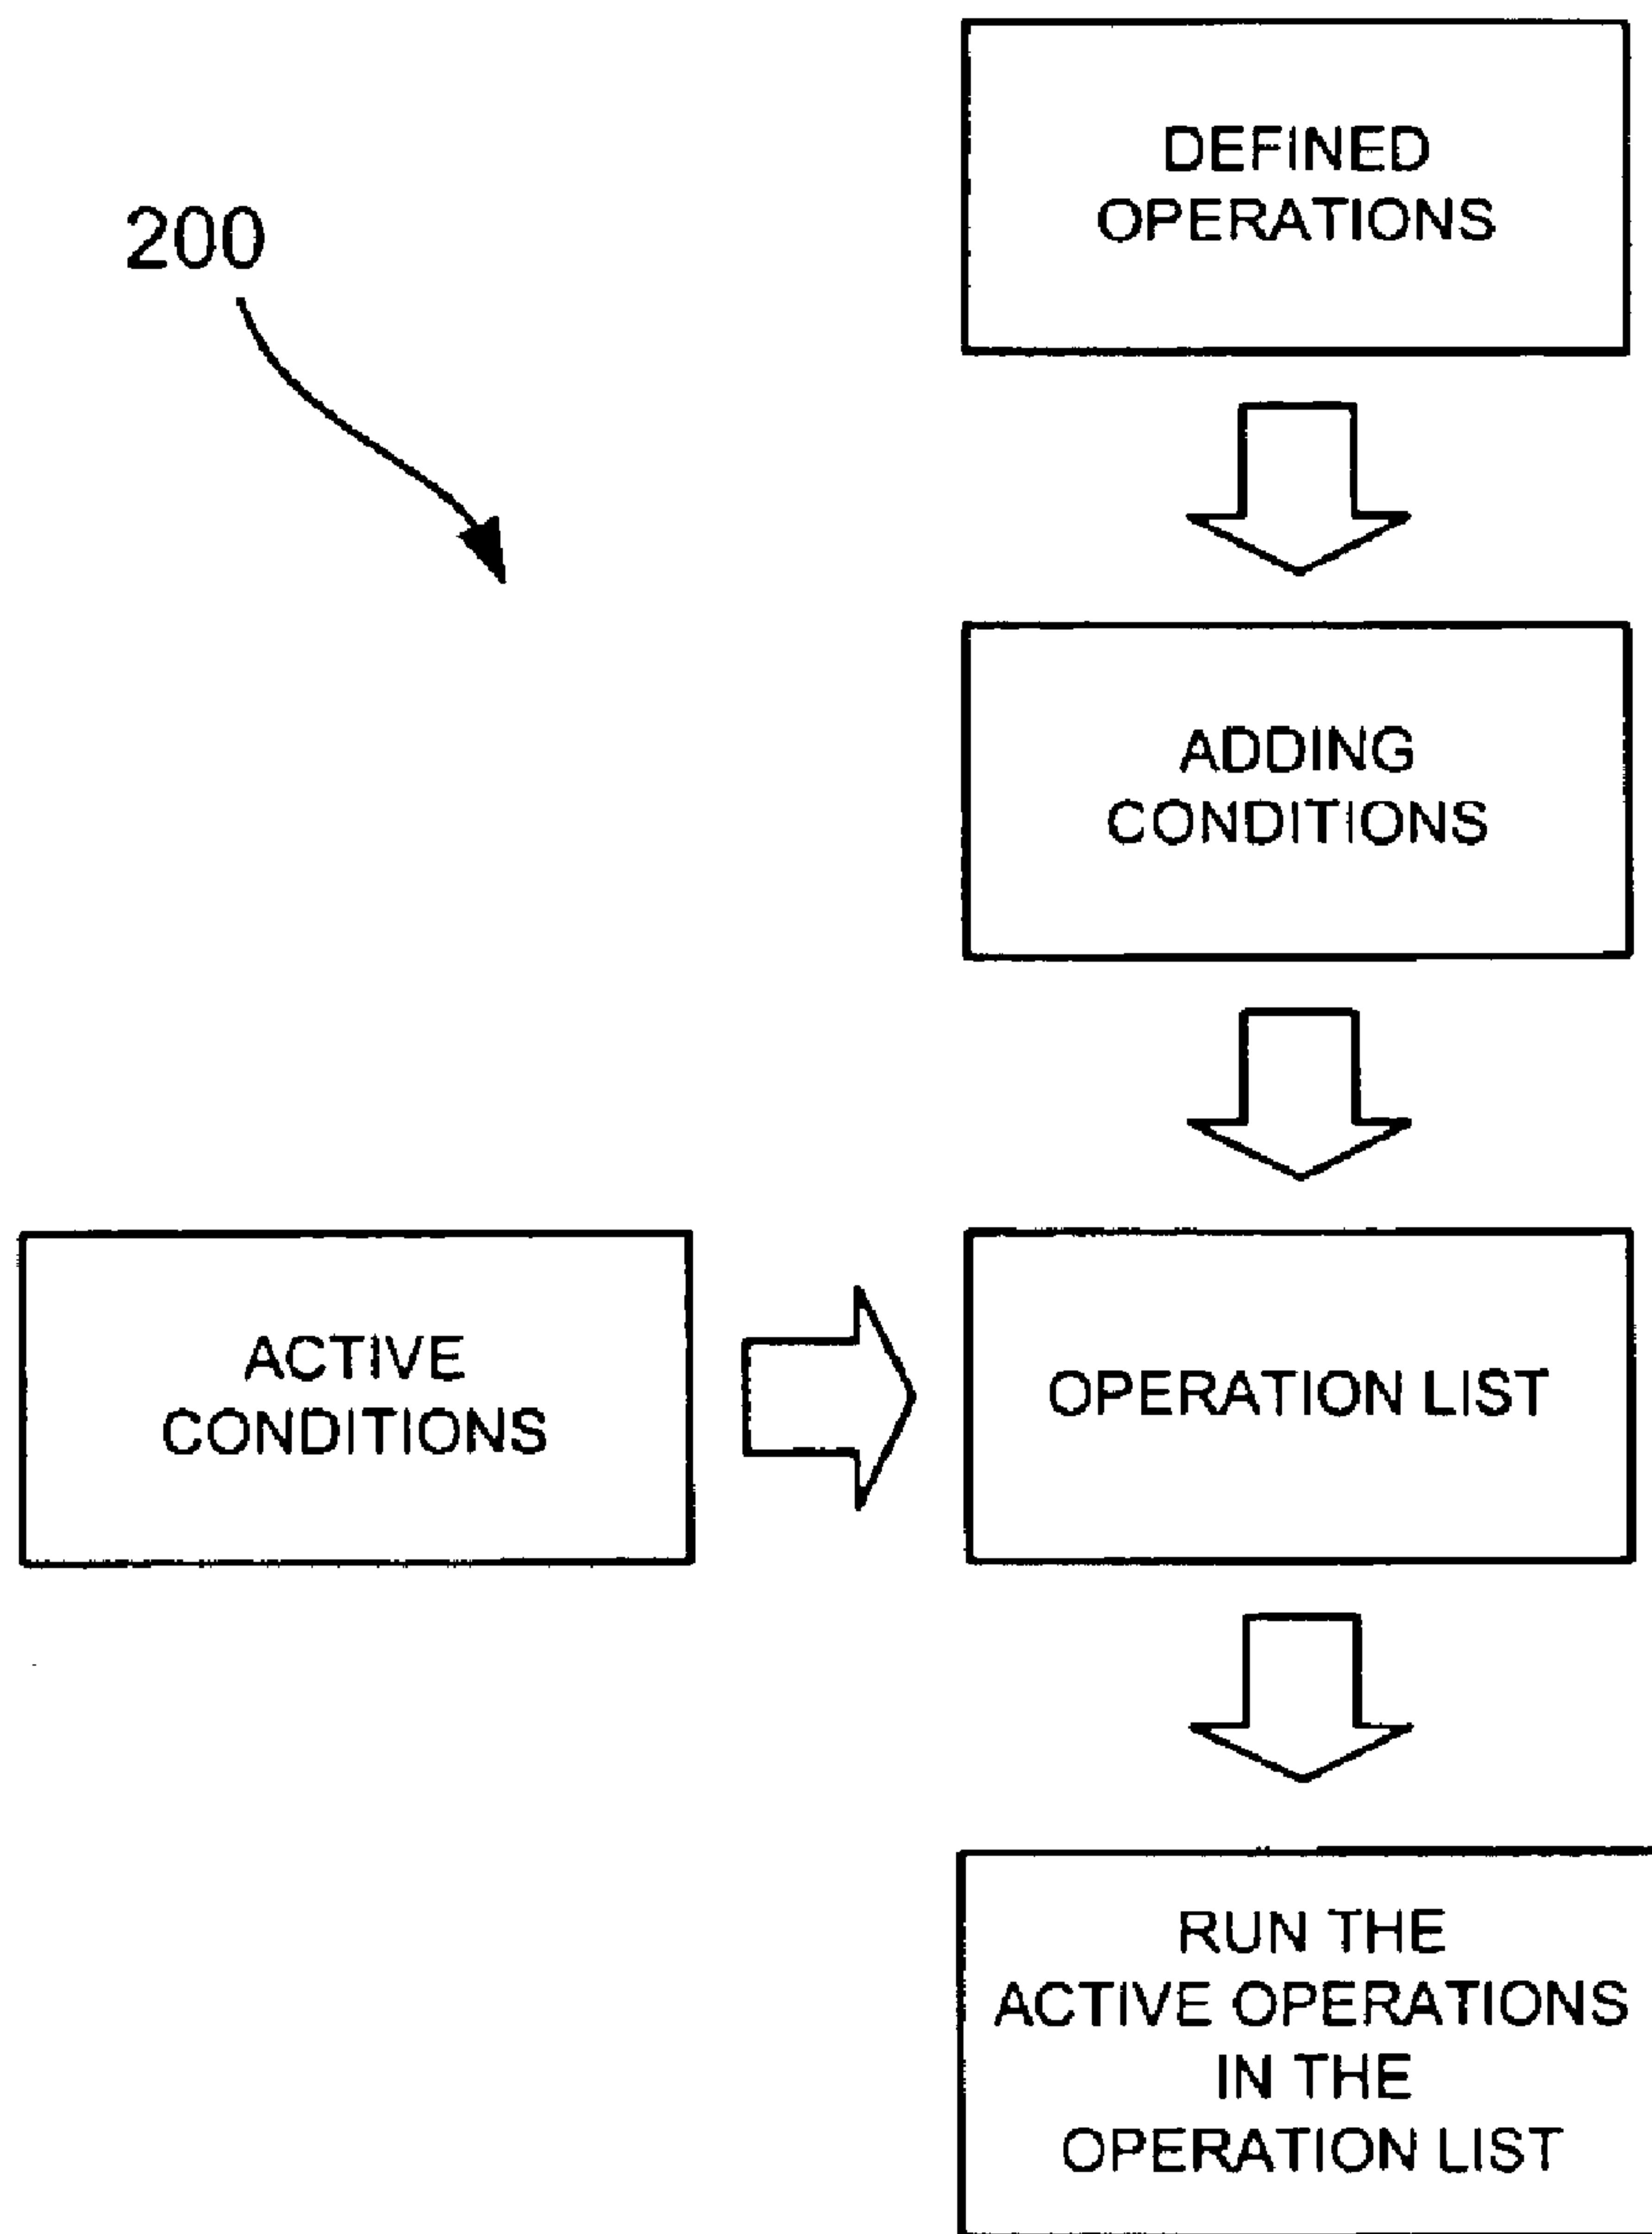 DEFINED
OPERATIONS
200
ADDING
CONDITIONS
ACTIVE
CONDITIONS
OPERATION LIST
RUN THE
ACTIVE OPERATIONS
IN THE
OPERATION LIST